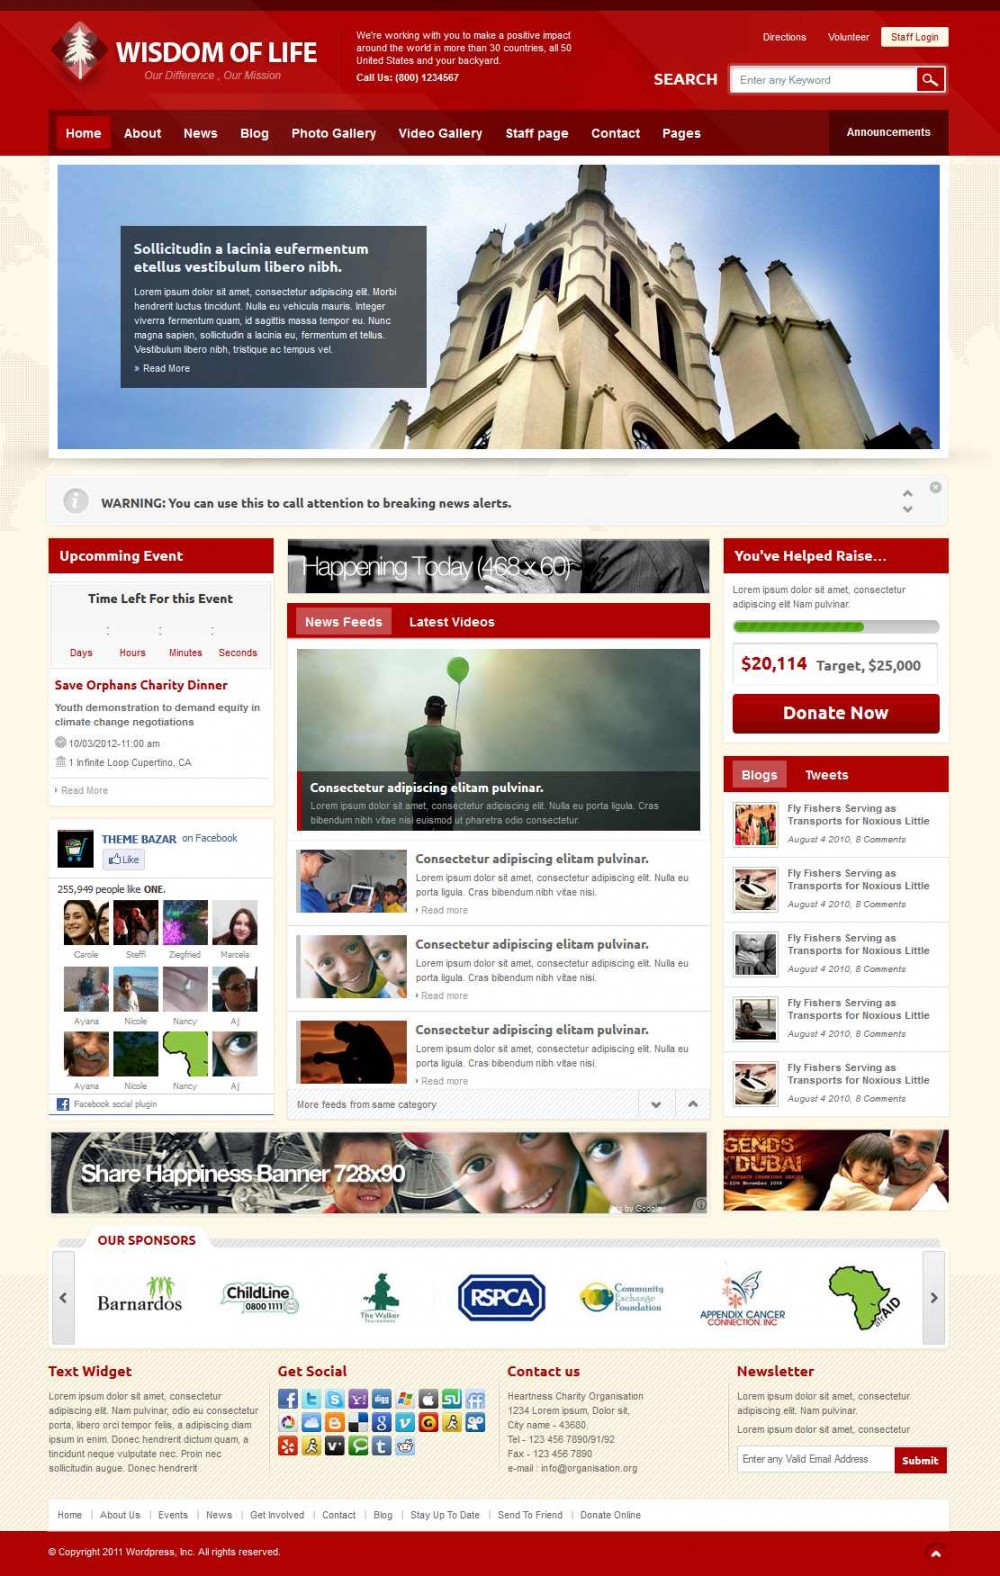 WISDOM OF LIFE
Our Difference , Our Mission
We're working with you to make a positive impact
around the world in more than 30 countries, all 50
United States and your backyard.
Call Us: (800) 1234567
Directions
Volunteer
Staff Login
SEARCH
Enter any Keyword
Home
About
News
Blog
Photo Gallery
Video Gallery
Staff page
Contact
Pages
Announcements
Sollicitudin a lacinia eufermentum
etellus vestibulum libero nibh.
Lorem ipsum dolor sit amet, consectetur adipiscing elit. Morbi
hendrerit luctus tincidunt. Nulla eu vehicula mauris. Integer
viverra fermentum quam, id sagittis massa tempor eu. Nunc
magna sapien, sollicitudin a lacinia eu, fermentum et tellus.
Vestibulum libero nibh, tristique ac tempus vel.
» Read More
WARNING: You can use this to call attention to breaking news alerts.
Upcomming Event
Time Left For this Event
: : :
Days Hours Minutes Seconds
Save Orphans Charity Dinner
Youth demonstration to demand equity in
climate change negotiations
10/03/2012-11:00 am
1 Infinite Loop Cupertino, CA
Read More
THEME BAZAR on Facebook
Like
255,949 people like ONE.
Carole Steffi Ziegfried Marcela
Ayana Nicole Nancy Aj
Ayana Nicole Nancy Aj
Facebook social plugin
Happening Today (468 x 60)
News Feeds
Latest Videos
Consectetur adipiscing elitam pulvinar.
Lorem ipsum dolor sit amet, consectetur adipiscing elit. Nulla eu porta ligula. Cras
bibendum nibh vitae nisi euismod ut pharetra odio consectetur.
Consectetur adipiscing elitam pulvinar.
Lorem ipsum dolor sit amet, consectetur adipiscing elit. Nulla eu
porta ligula. Cras bibendum nibh vitae nisi.
Read more
Consectetur adipiscing elitam pulvinar.
Lorem ipsum dolor sit amet, consectetur adipiscing elit. Nulla eu
porta ligula. Cras bibendum nibh vitae nisi.
Read more
Consectetur adipiscing elitam pulvinar.
Lorem ipsum dolor sit amet, consectetur adipiscing elit. Nulla eu
porta ligula. Cras bibendum nibh vitae nisi.
Read more
More feeds from same category
You've Helped Raise...
Lorem ipsum dolor sit amet, consectetur
adipiscing elit Nam pulvinar.
$20,114 Target, $25,000
Donate Now
Blogs
Tweets
Fly Fishers Serving as
Transports for Noxious Little
August 4 2010, 8 Comments
Fly Fishers Serving as
Transports for Noxious Little
August 4 2010, 8 Comments
Fly Fishers Serving as
Transports for Noxious Little
August 4 2010, 8 Comments
Fly Fishers Serving as
Transports for Noxious Little
August 4 2010, 8 Comments
Fly Fishers Serving as
Transports for Noxious Little
August 4 2010, 8 Comments
Share Happiness Banner 728x90
by Google
GENDS
DUBAI
OUR SPONSORS
Barnardos
ChildLine
0800 1111
The Walker
RSPCA
Community
Exchange
Foundation
APPENDIX CANCER
CONNECTION, INC
AID
Text Widget
Lorem ipsum dolor sit amet, consectetur
adipiscing elit. Nam pulvinar, odio eu consectetur
porta, libero orci tempor felis, a adipiscing diam
ipsum in enim. Donec hendrerit dictum quam, a
tincidunt neque vulputate nec. Proin nec
sollicitudin augue. Donec hendrerit
Get Social
Contact us
Heartness Charity Organisation
1234 Lorem ipsum, Dolor sit,
City name - 43680,
Tel - 123 456 7890/91/92
Fax - 123 456 7890
e-mail : info@organisation.org
Newsletter
Lorem ipsum dolor sit amet, consectetur
adipiscing elit. Nam pulvinar.
Lorem ipsum dolor sit amet, consectetur
Enter any Valid Email Address
Submit
Home | About Us | Events | News | Get Involved | Contact | Blog | Stay Up To Date | Send To Friend | Donate Online
© Copyright 2011 Wordpress, Inc. All rights reserved.